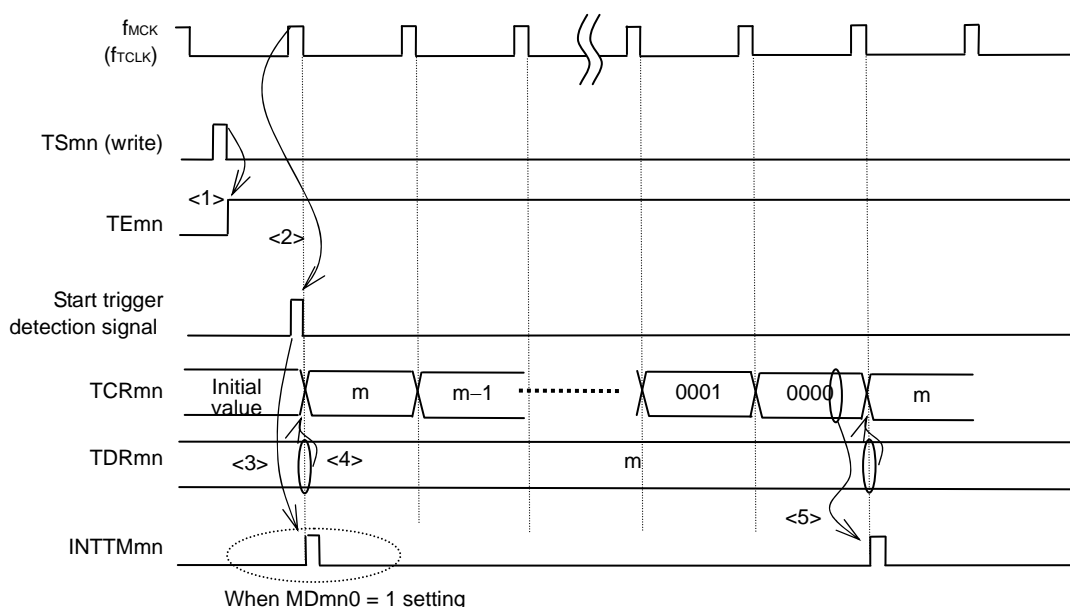 fMCK
(fTCLK)
TSmn (write)
<1>
TEmn
<2>
Start trigger
detection signal
TCRmn
Initial
value
m
m−1
0001
0000
m
TDRmn
<3>
<4>
m
<5>
INTTMmn
When MDmn0 = 1 setting